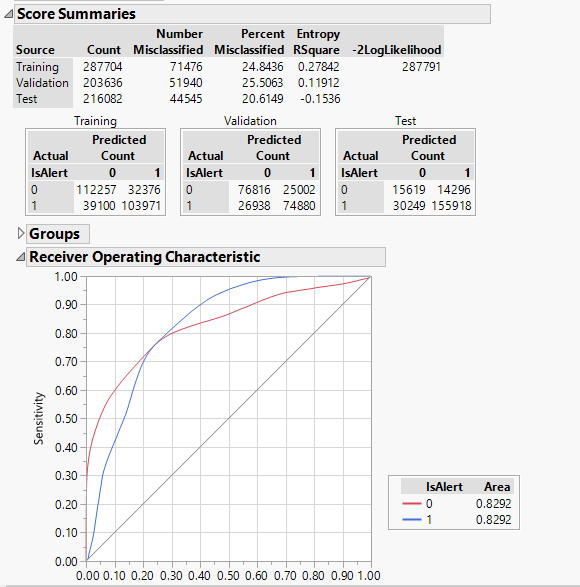 Score Summaries
Number Percent Entropy
Source Count Misclassified Misclassified RSquare -2LogLikelihood
Training 287704 71476 24.8436 0.27842 287791
Validation 203636 51940 25.5063 0.11912
Test 216082 44545 20.6149 -0.1536
Training Validation Test
Predicted Predicted Predicted
Actual Count Actual Count Actual Count
IsAlert 0 1 IsAlert 0 1 IsAlert 0 1
0 112257 32376 0 76816 25002 0 15619 14296
1 39100 103971 1 26938 74880 1 30249 155918
Groups
Receiver Operating Characteristic
1.00
0.90
0.80
0.70
0.60
0.50
0.40
0.30
0.20
0.10
0.00
Sensitivity
0.00 0.10 0.20 0.30 0.40 0.50 0.60 0.70 0.80 0.90 1.00
IsAlert Area
0 0.8292
1 0.8292